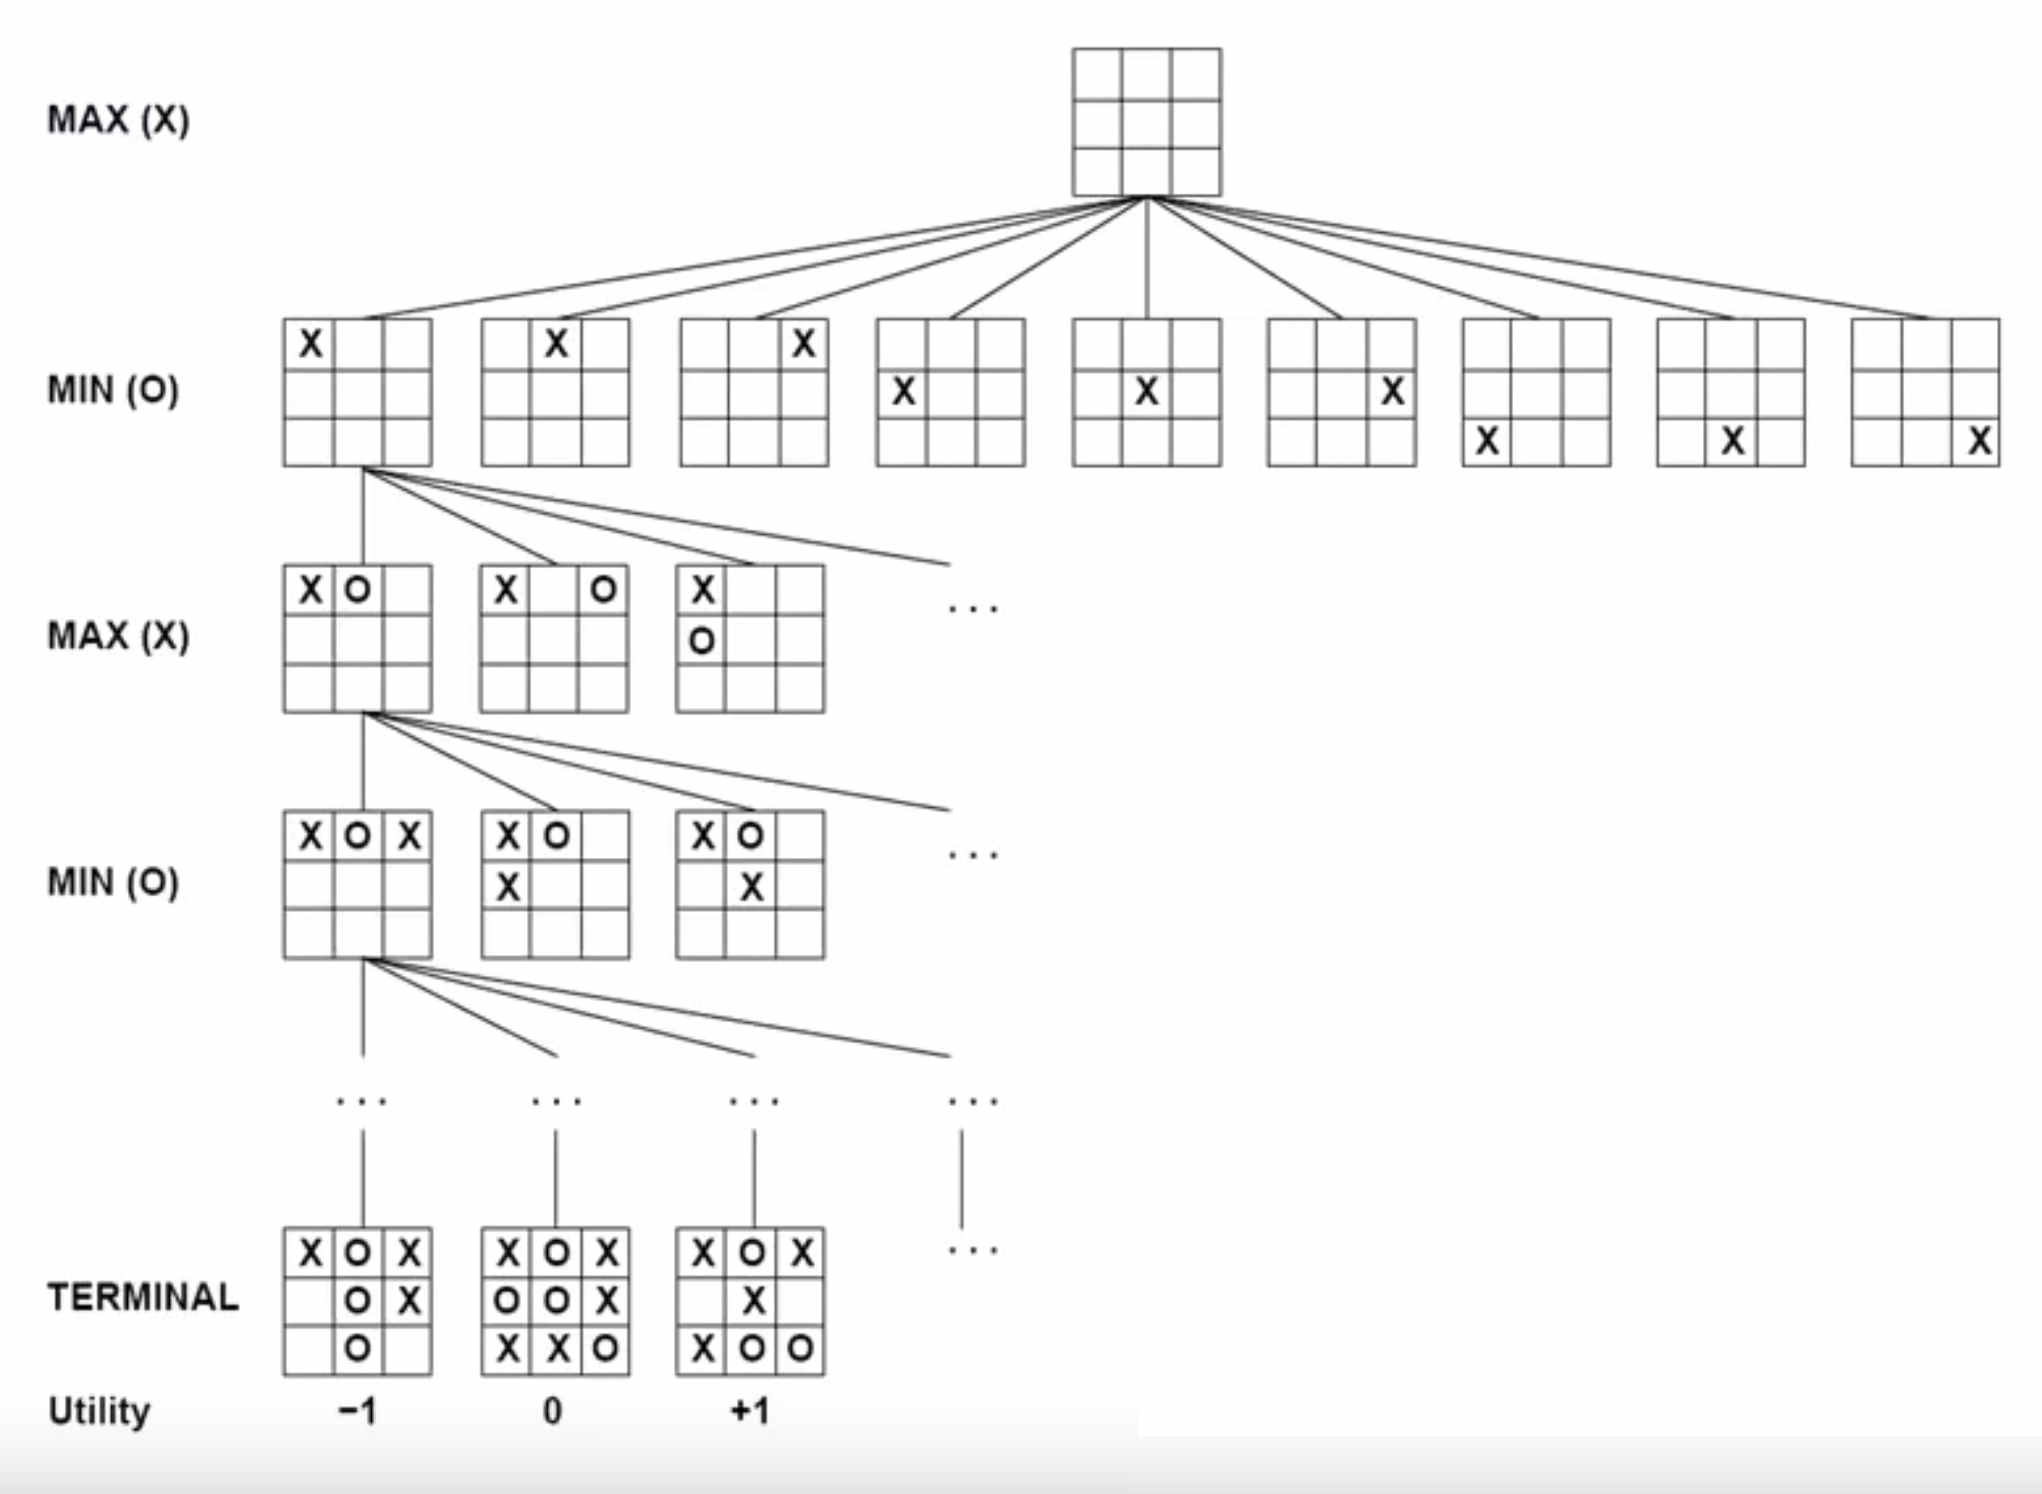 MAX (X)
MIN (O)
X X X X X X X X X
MAX (X)
X O X O X
O
...
MIN (O)
X O X X O X O
X X
...
... ... ... ...
TERMINAL
X O X X O X X O X
O X O O X X
O X X O X O O
...
Utility −1 0 +1